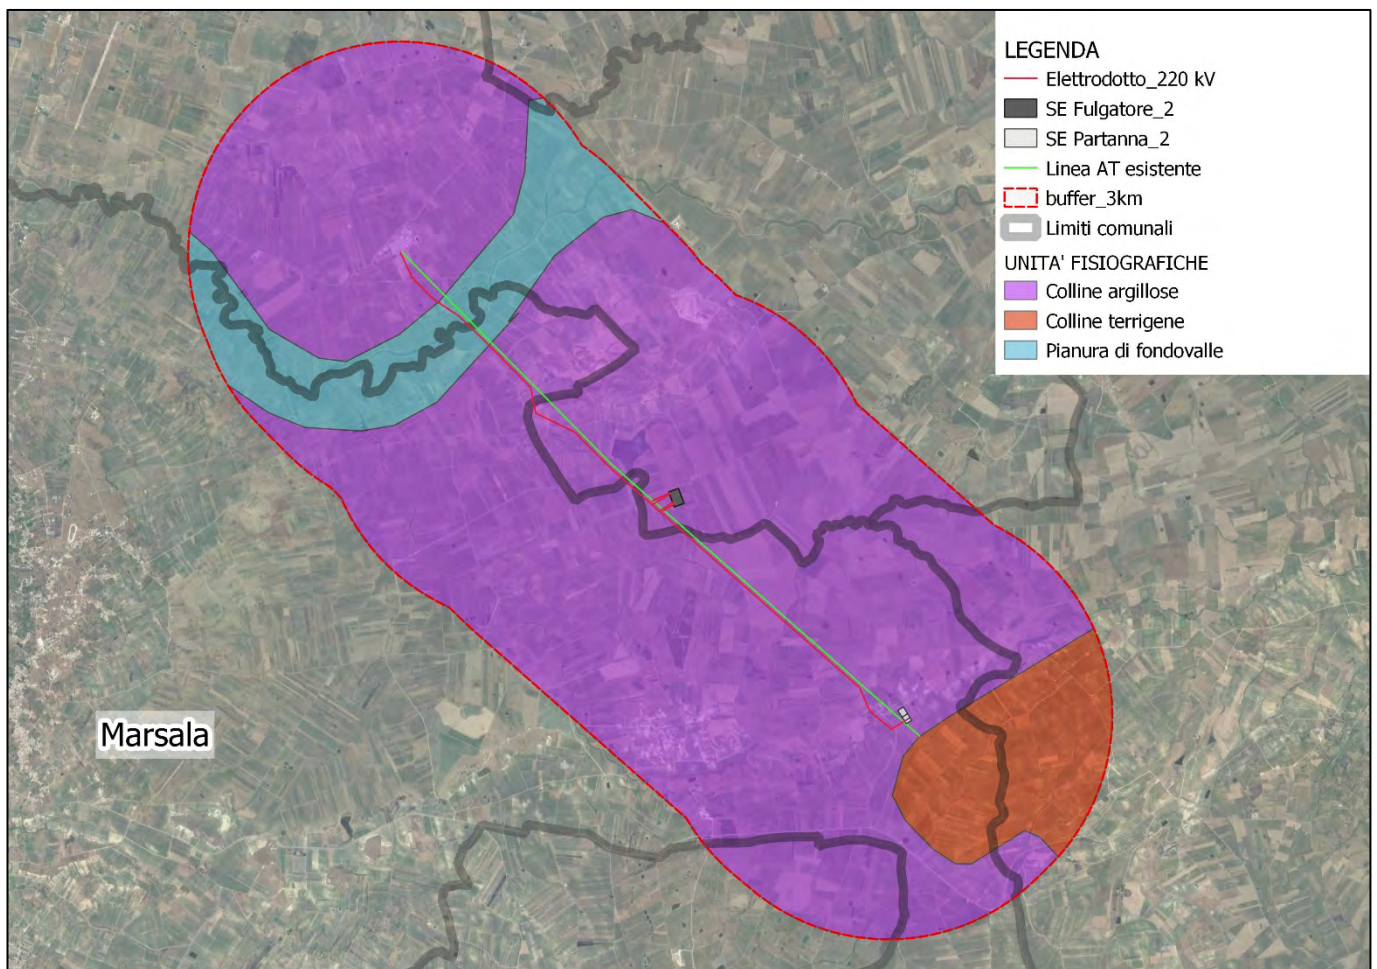 LEGENDA
Elettrodotto_220 kV
SE Fulgatore_2
SE Partanna_2
Linea AT esistente
buffer_3km
Limiti comunali
UNITA' FISIOGRAFICHE
Colline argillose
Colline terrigene
Pianura di fondovalle
Marsala